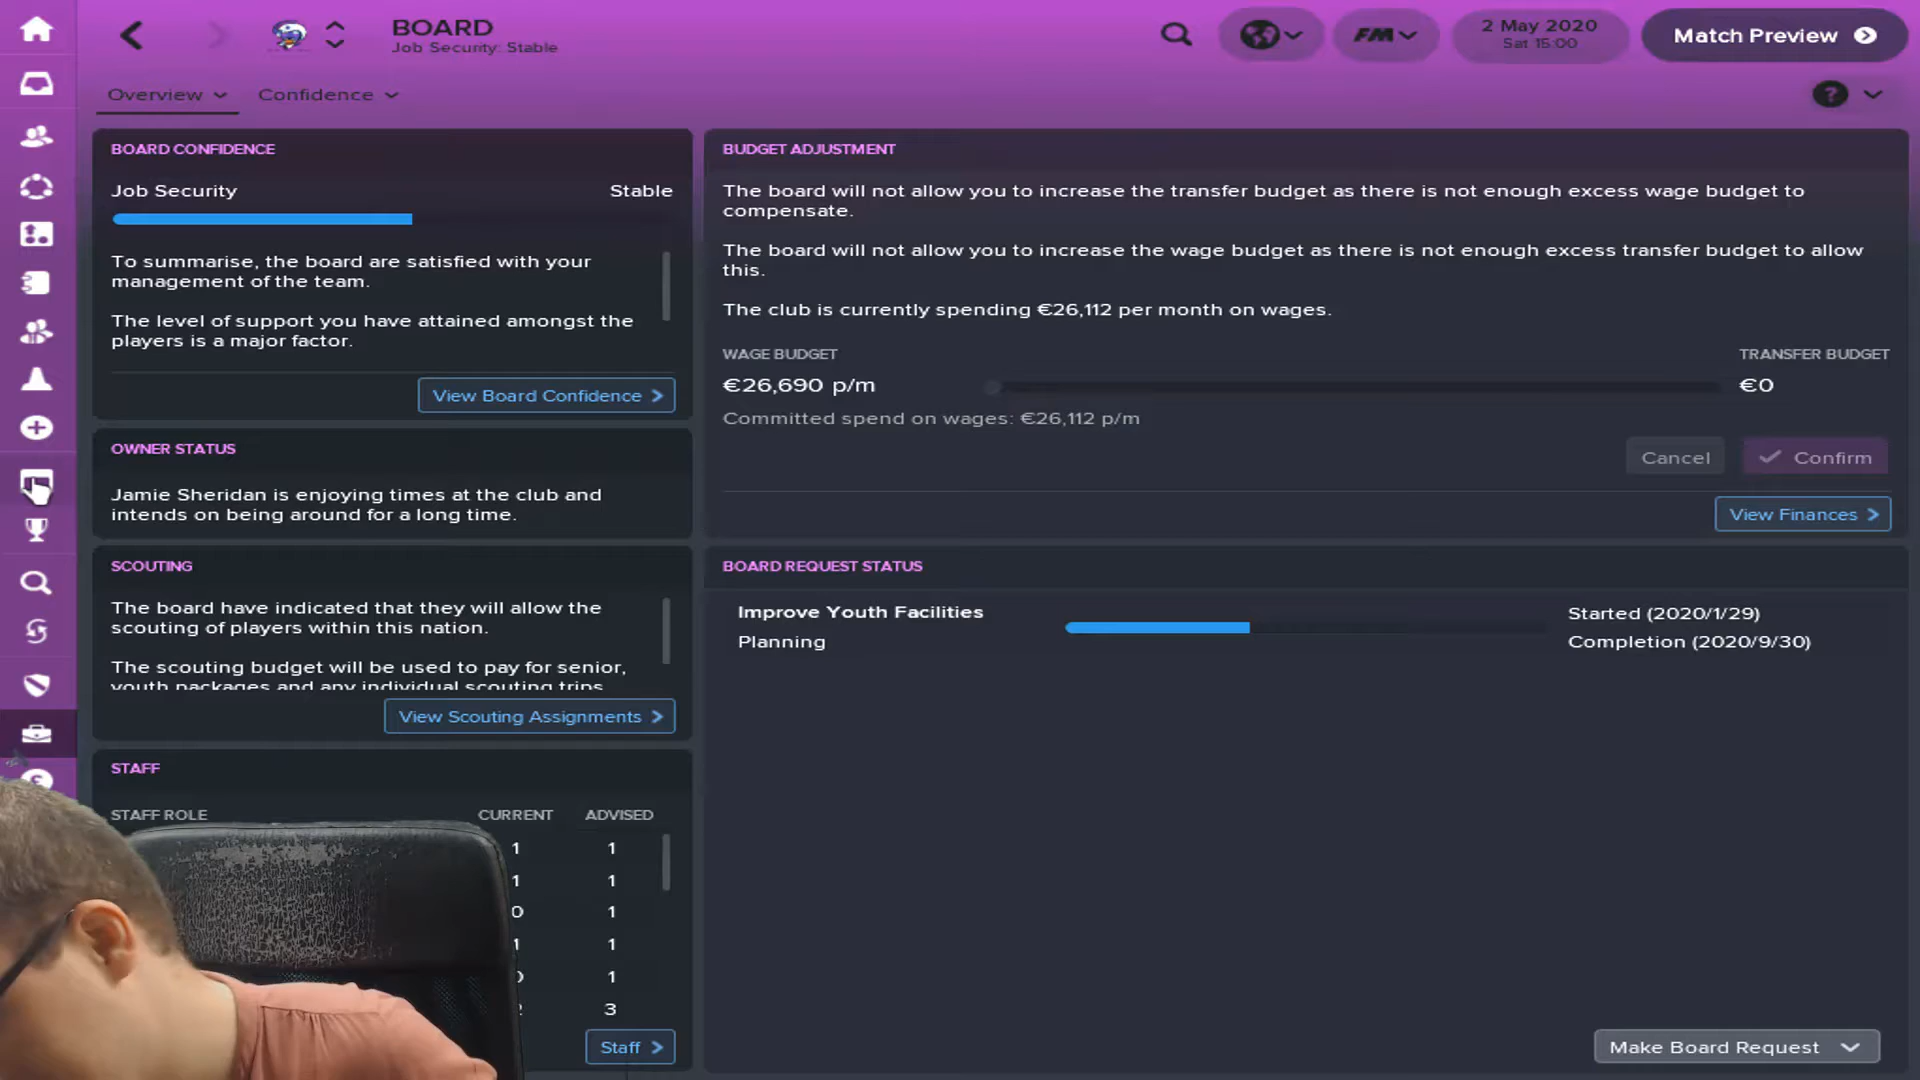 BOARD
Job Security: Stable
FM
2 May 2020
Sat 15:00
Match Preview
Overview
Confidence
?
BOARD CONFIDENCE
Job Security
Stable
To summarise, the board are satisfied with your
management of the team.
The level of support you have attained amongst the
players is a major factor.
View Board Confidence
OWNER STATUS
Jamie Sheridan is enjoying times at the club and
intends on being around for a long time.
SCOUTING
The board have indicated that they will allow the
scouting of players within this nation.
The scouting budget will be used to pay for senior,
youth packages and any individual scouting trips
View Scouting Assignments
STAFF
STAFF ROLE CURRENT ADVISED
1 1
1 1
0 1
1 1
0 1
3
Staff
BUDGET ADJUSTMENT
The board will not allow you to increase the transfer budget as there is not enough excess wage budget to
compensate.
The board will not allow you to increase the wage budget as there is not enough excess transfer budget to allow
this.
The club is currently spending €26,112 per month on wages.
WAGE BUDGET
TRANSFER BUDGET
€26,690 p/m
€0
Committed spend on wages: €26,112 p/m
Cancel
Confirm
View Finances
BOARD REQUEST STATUS
Improve Youth Facilities
Started (2020/1/29)
Planning
Completion (2020/9/30)
Make Board Request